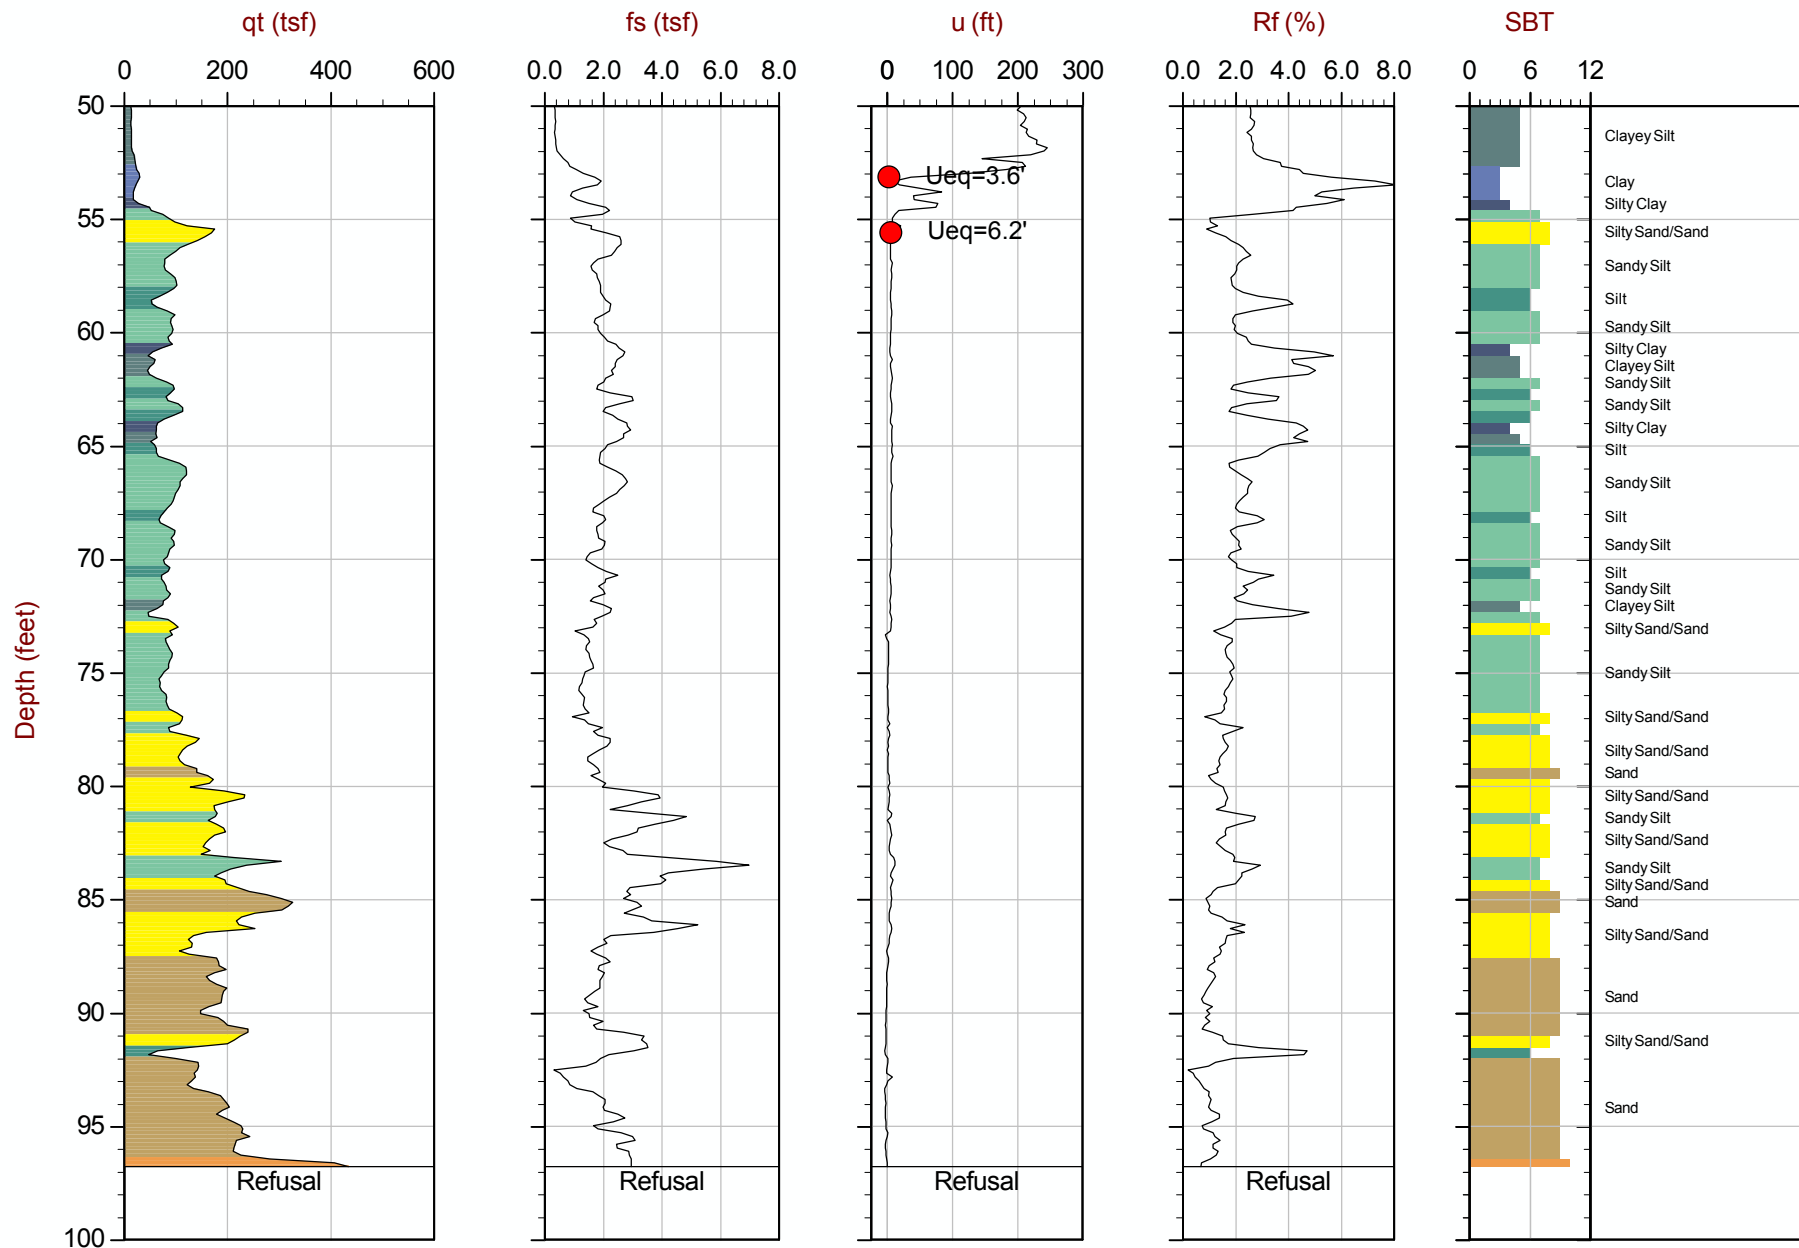 qt (tsf) fs (tsf) u (ft) Rf (%) SBT
0 200 400 600 0.0 2.0 4.0 6.0 8.0 0 100 200 300 0.0 2.0 4.0 6.0 8.0 0 6 12
50
Clayey Silt
Ueq=3.6'
Clay
Silty Clay
55
Ueq=6.2'
Silty Sand/Sand
Sandy Silt
Silt
Sandy Silt
60
Silty Clay
Clayey Silt
Sandy Silt
Sandy Silt
Silty Clay
65
Silt
Sandy Silt
Silt
Sandy Silt
70
Silt
Sandy Silt
Clayey Silt
Silty Sand/Sand
Depth (feet)
75
Sandy Silt
Silty Sand/Sand
Silty Sand/Sand
Sand
80
Silty Sand/Sand
Sandy Silt
Silty Sand/Sand
Sandy Silt
Silty Sand/Sand
85
Sand
Silty Sand/Sand
Sand
90
Silty Sand/Sand
Sand
95
Refusal Refusal Refusal Refusal
100